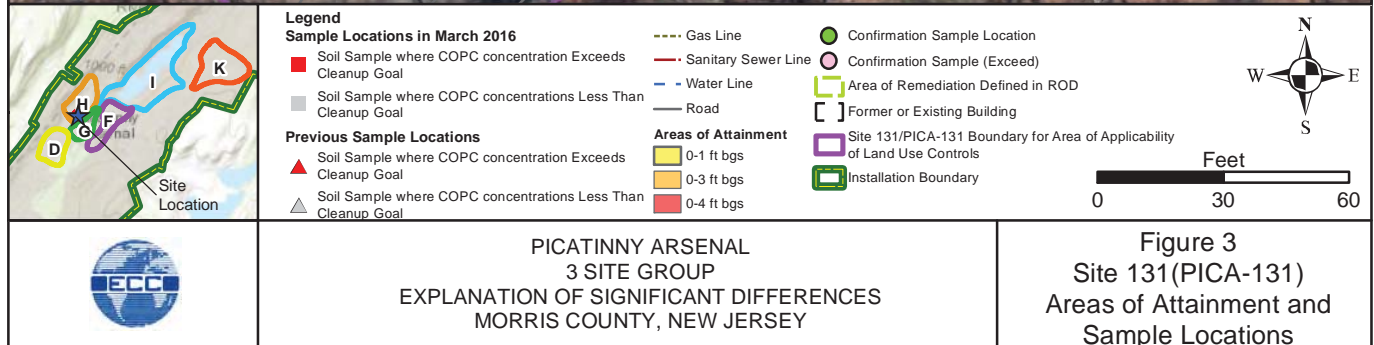 1000 ft
I
K
H
F
G
nal
D
Site
Location
Legend
Sample Locations in March 2016
Soil Sample where COPC concentration Exceeds
Cleanup Goal
Soil Sample where COPC concentrations Less Than
Cleanup Goal
Previous Sample Locations
Soil Sample where COPC concentration Exceeds
Cleanup Goal
Soil Sample where COPC concentrations Less Than
Cleanup Goal
Gas Line
Sanitary Sewer Line
Water Line
Road
Areas of Attainment
0-1 ft bgs
0-3 ft bgs
0-4 ft bgs
Confirmation Sample Location
Confirmation Sample (Exceed)
Area of Remediation Defined in ROD
Former or Existing Building
Site 131/PICA-131 Boundary for Area of Applicability
of Land Use Controls
Installation Boundary
N
W
E
S
Feet
0 30 60
ECC
PICATINNY ARSENAL
3 SITE GROUP
EXPLANATION OF SIGNIFICANT DIFFERENCES
MORRIS COUNTY, NEW JERSEY
Figure 3
Site 131(PICA-131)
Areas of Attainment and
Sample Locations